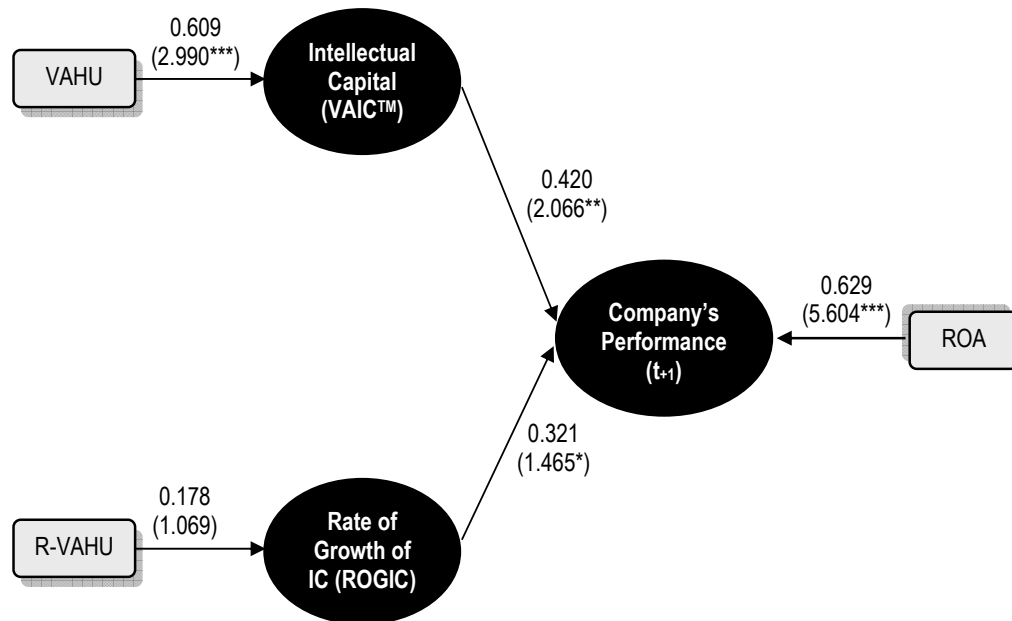 0.609
(2.990***)
VAHU
Intellectual
Capital
(VAIC™)
0.420
(2.066**)
Company's
Performance
(t+1)
0.629
(5.604***)
ROA
0.321
(1.465*)
0.178
(1.069)
R-VAHU
Rate of
Growth of
IC (ROGIC)